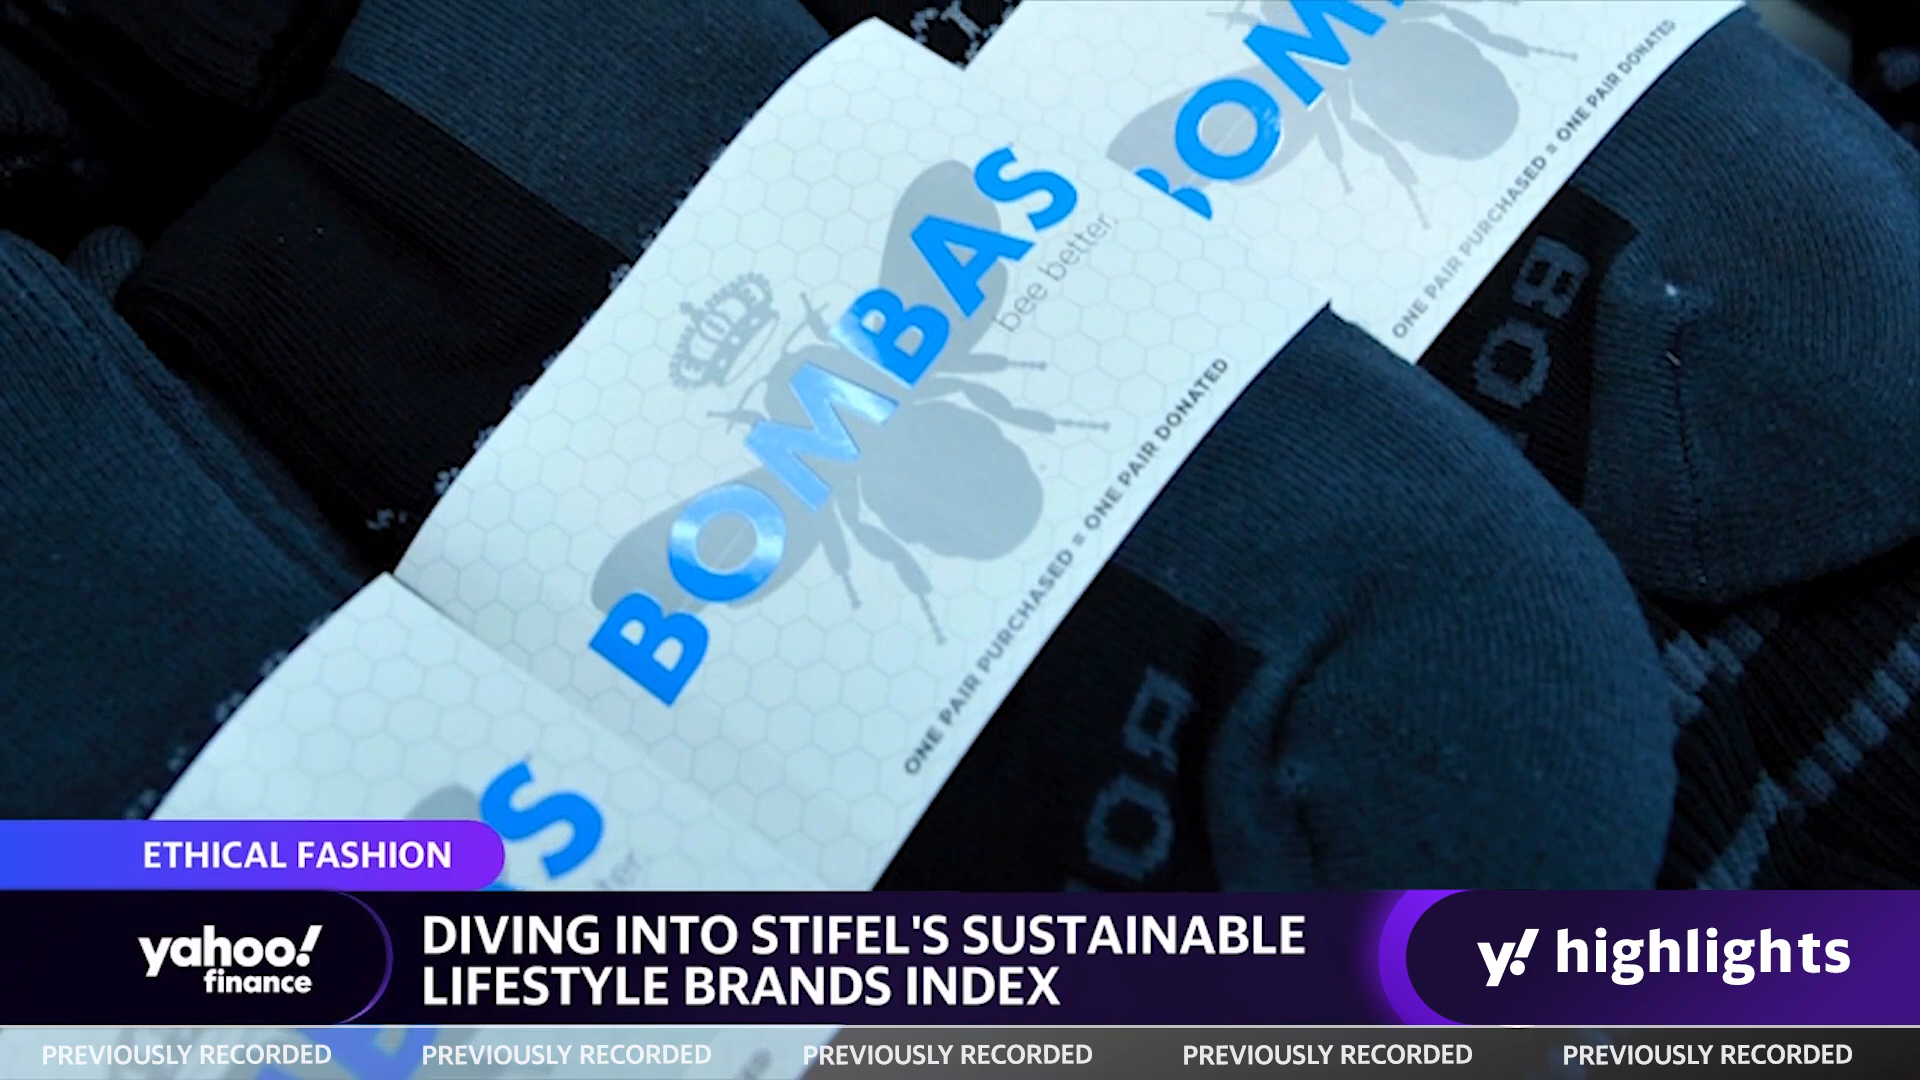 BOMBAS
bee better.
ONE PAIR PURCHASED = ONE PAIR DONATED
ONE PAIR PURCHASED = ONE PAIR DONATED
ETHICAL FASHION
yahoo!
finance
DIVING INTO STIFEL'S SUSTAINABLE
LIFESTYLE BRANDS INDEX
y! highlights
PREVIOUSLY RECORDED PREVIOUSLY RECORDED PREVIOUSLY RECORDED PREVIOUSLY RECORDED PREVIOUSLY RECORDED